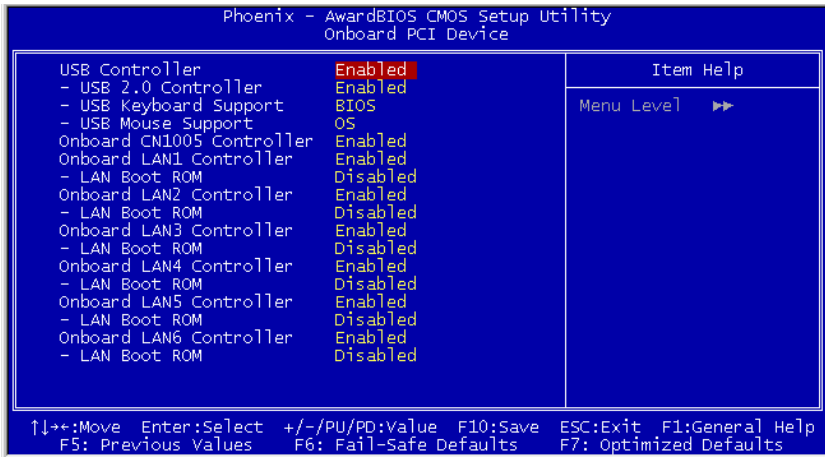 Phoenix - AwardBIOS CMOS Setup Utility
Onboard PCI Device
USB Controller Enabled
- USB 2.0 Controller Enabled
- USB Keyboard Support BIOS
- USB Mouse Support OS
Onboard CN1005 Controller Enabled
Onboard LAN1 Controller Enabled
- LAN Boot ROM Disabled
Onboard LAN2 Controller Enabled
- LAN Boot ROM Disabled
Onboard LAN3 Controller Enabled
- LAN Boot ROM Disabled
Onboard LAN4 Controller Enabled
- LAN Boot ROM Disabled
Onboard LAN5 Controller Enabled
- LAN Boot ROM Disabled
Onboard LAN6 Controller Enabled
- LAN Boot ROM Disabled
Item Help
Menu Level ►►
↑↓→←:Move Enter:Select +/-/PU/PD:Value F10:Save ESC:Exit F1:General Help
F5: Previous Values F6: Fail-Safe Defaults F7: Optimized Defaults